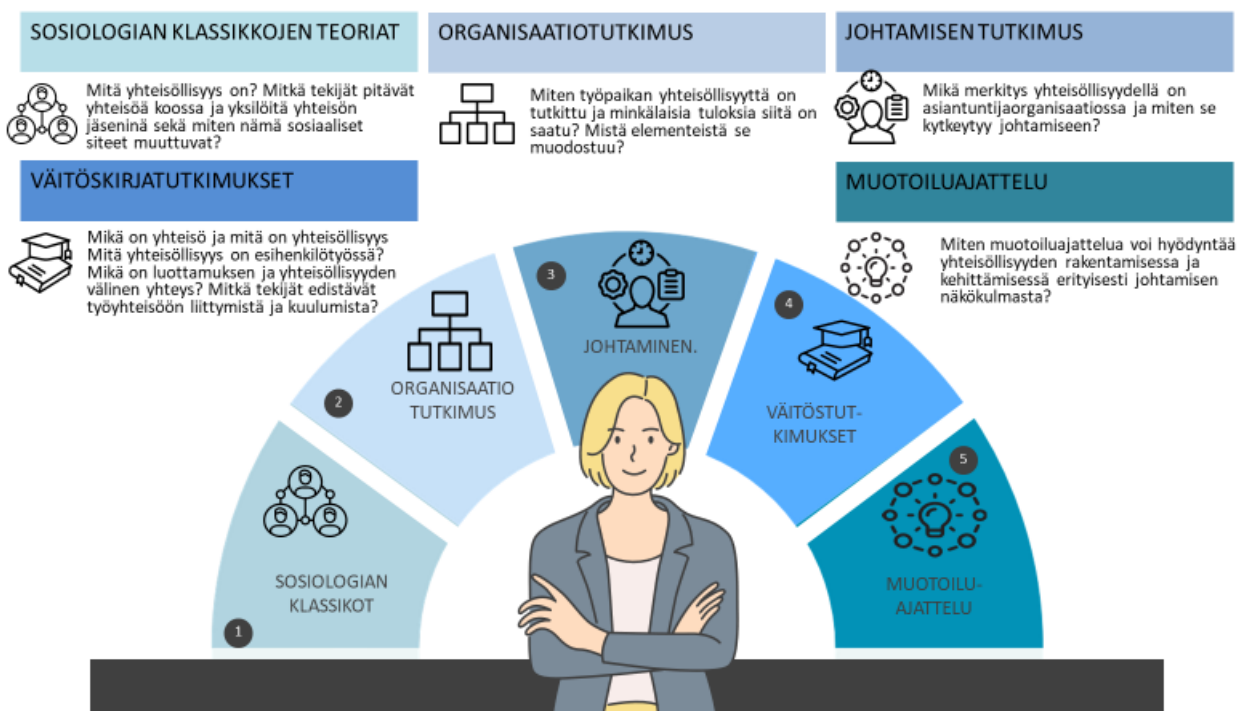 SOSIOLOGIAN KLASSIKKOJEN TEORIAT
Mitä yhteisöllisyys on? Mitkä tekijät pitävät
yhteisöä koossa ja yksilöitä yhteisön
jäseninä sekä miten nämä sosiaaliset
siteet muuttuvat?
ORGANISAATIOTUTKIMUS
Miten työpaikan yhteisöllisyyttä on
tutkittu ja minkälaisia tuloksia siitä on
saatu? Mistä elementeistä se
muodostuu?
JOHTAMISEN TUTKIMUS
Mikä merkitys yhteisöllisyydellä on
asiantuntijaorganisaatiossa ja miten se
kytkeytyy johtamiseen?
VÄITÖSKIRJATUTKIMUKSET
Mikä on yhteisö ja mitä on yhteisöllisyys
Mitä yhteisöllisyys on esihenkilötyössä?
Mikä on luottamuksen ja yhteisöllisyyden
välinen yhteys? Mitkä tekijät edistävät
työyhteisöön liittymistä ja kuulumista?
MUOTOILUAJATTELU
Miten muotoiluajattelua voi hyödyntää
yhteisöllisyyden rakentamisessa ja
kehittämisessä erityisesti johtamisen
näkökulmasta?
1
SOSIOLOGIAN
KLASSIKOT
2
ORGANISAATIO
TUTKIMUS
3
JOHTAMINEN.
4
VÄITÖSTUT-
KIMUKSET
5
MUOTOILU-
AJATTELU